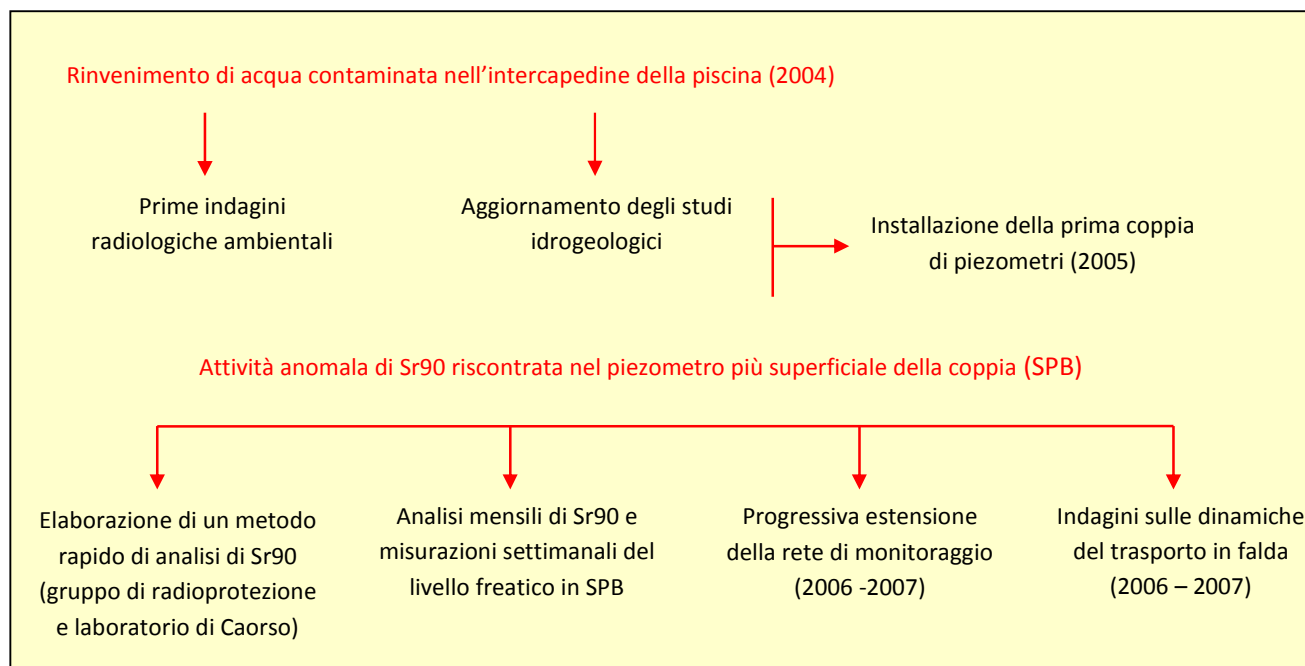 Rinvenimento di acqua contaminata nell’intercapedine della piscina (2004)
Prime indagini
radiologiche ambientali
Aggiornamento degli studi
idrogeologici
Installazione della prima coppia
di piezometri (2005)
Attività anomala di Sr90 riscontrata nel piezometro più superficiale della coppia (SPB)
Elaborazione di un metodo
rapido di analisi di Sr90
(gruppo di radioprotezione
e laboratorio di Caorso)
Analisi mensili di Sr90 e
misurazioni settimanali del
livello freatico in SPB
Progressiva estensione
della rete di monitoraggio
(2006 -2007)
Indagini sulle dinamiche
del trasporto in falda
(2006 – 2007)